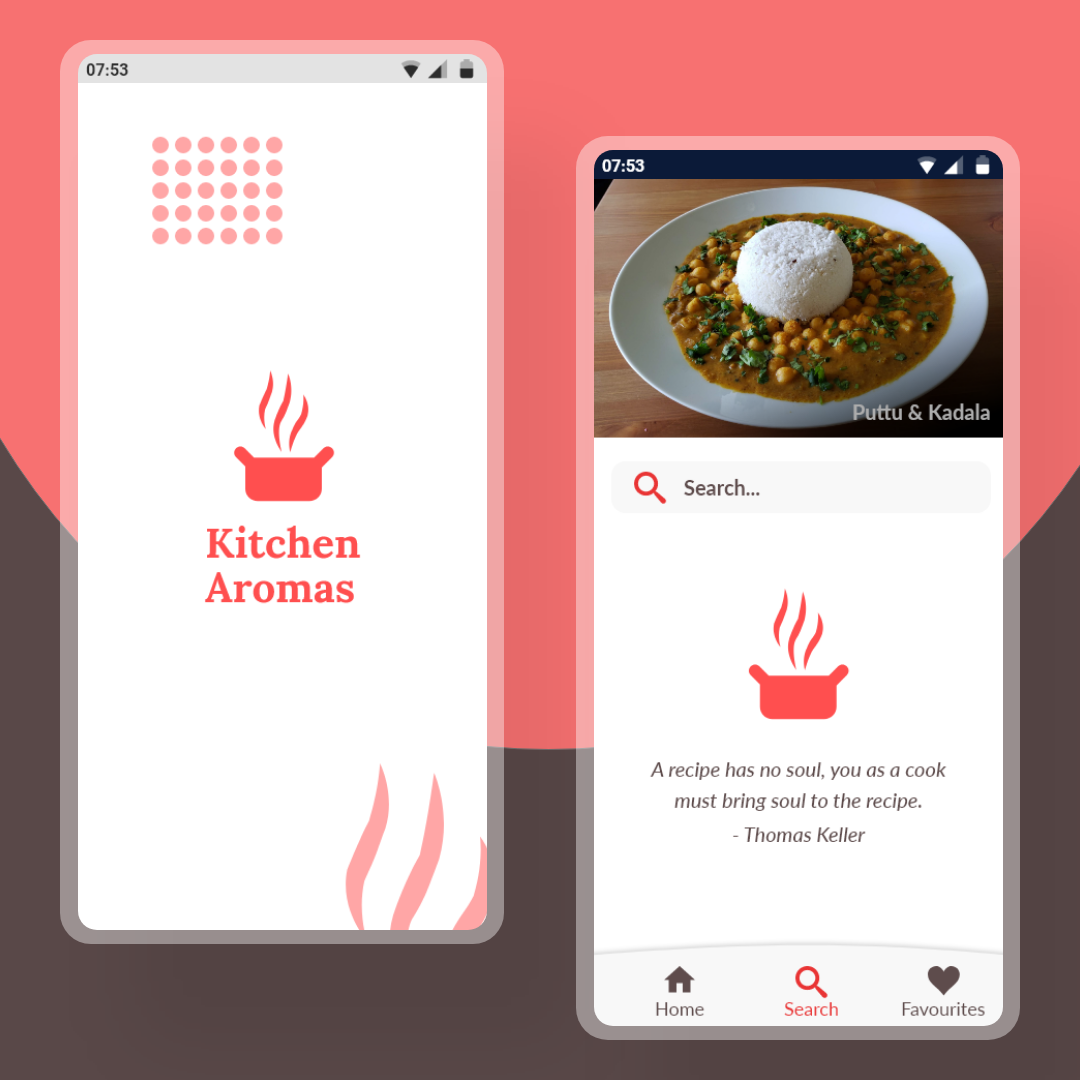 07:53
Kitchen
Aromas
07:53
Puttu & Kadala
Search...
A recipe has no soul, you as a cook
must bring soul to the recipe.
- Thomas Keller
Home
Search
Favourites